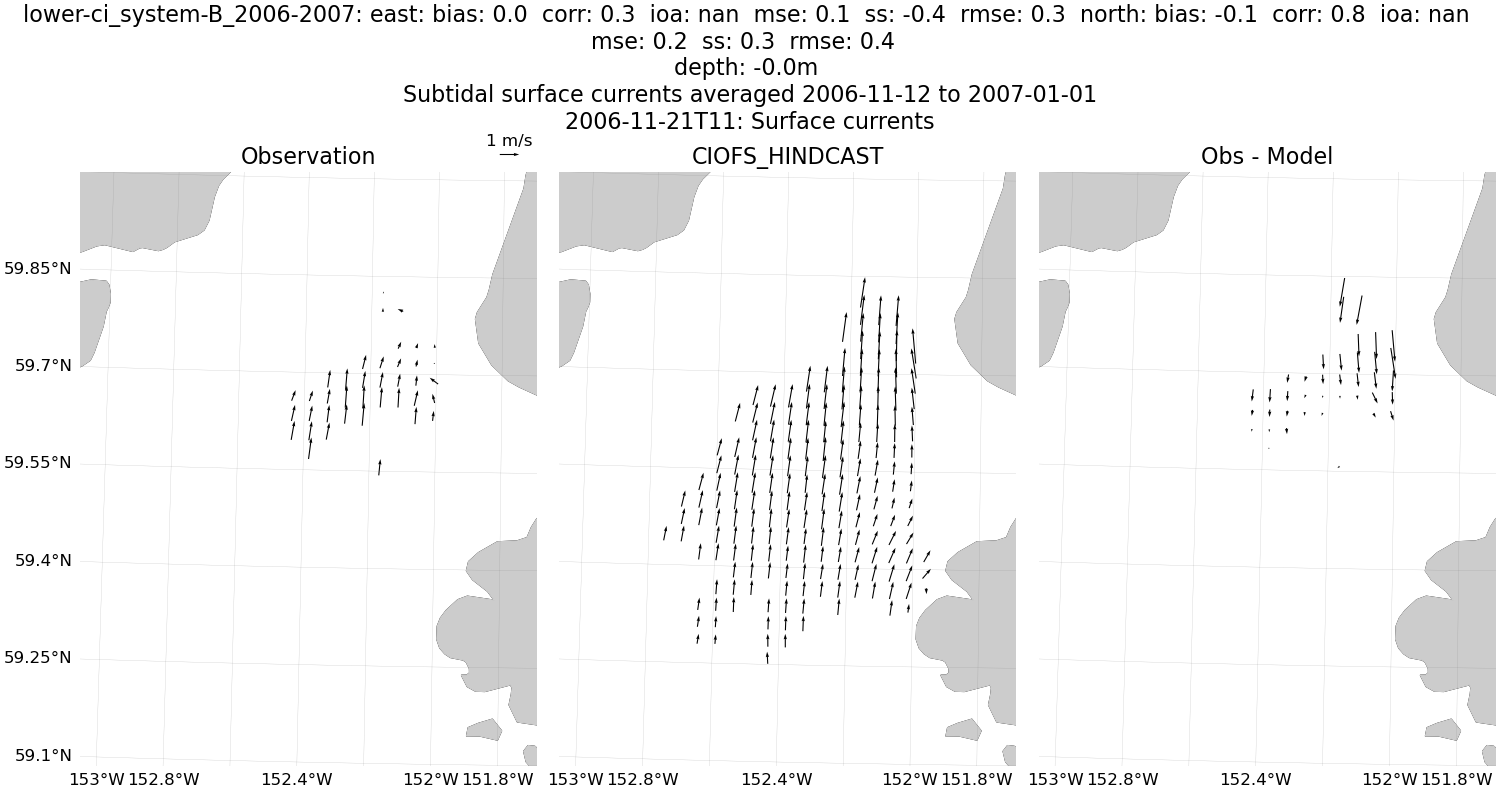 lower-ci_system-B_2006-2007: east: bias: 0.0  corr: 0.3  ioa: nan  mse: 0.1  ss: -0.4  rmse: 0.3  north: bias: -0.1  corr: 0.8  ioa: nan
mse: 0.2  ss: 0.3  rmse: 0.4
depth: -0.0m
Subtidal surface currents averaged 2006-11-12 to 2007-01-01
2006-11-21T11: Surface currents
Observation
1 m/s
CIOFS_HINDCAST
Obs - Model
59.85°N
59.7°N
59.55°N
59.4°N
59.25°N
59.1°N
153°W 152.8°W 152.4°W 152°W 151.8°W
153°W 152.8°W 152.4°W 152°W 151.8°W
153°W 152.8°W 152.4°W 152°W 151.8°W